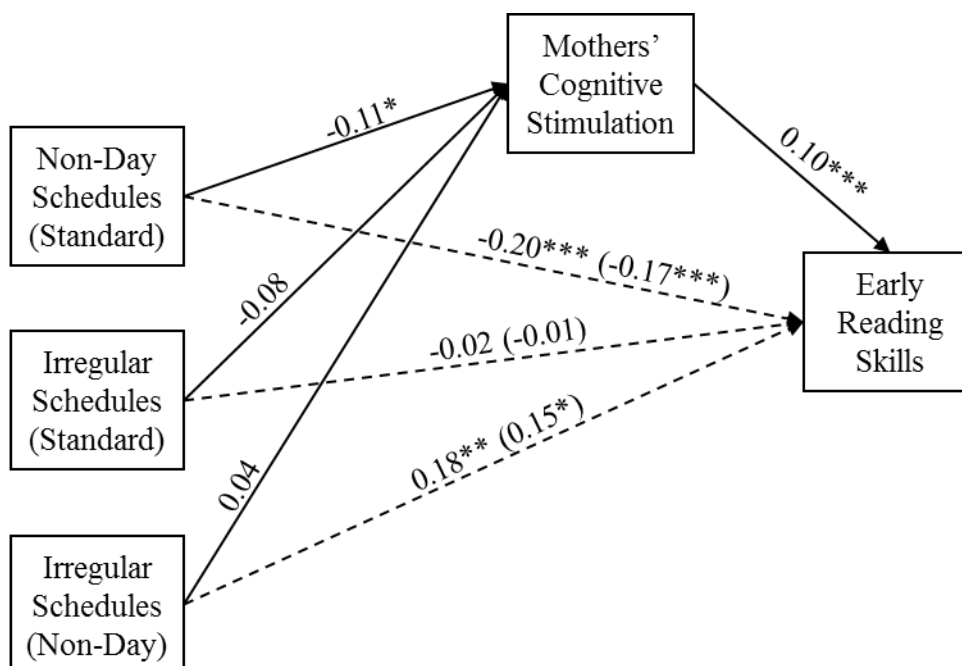 Mothers’
Cognitive
Stimulation
-0.11*
0.10***
Non-Day
Schedules
(Standard)
-0.20*** (-0.17***)
Early
Reading
Skills
-0.08
-0.02 (-0.01)
Irregular
Schedules
(Standard)
0.18** (0.15*)
0.04
Irregular
Schedules
(Non-Day)